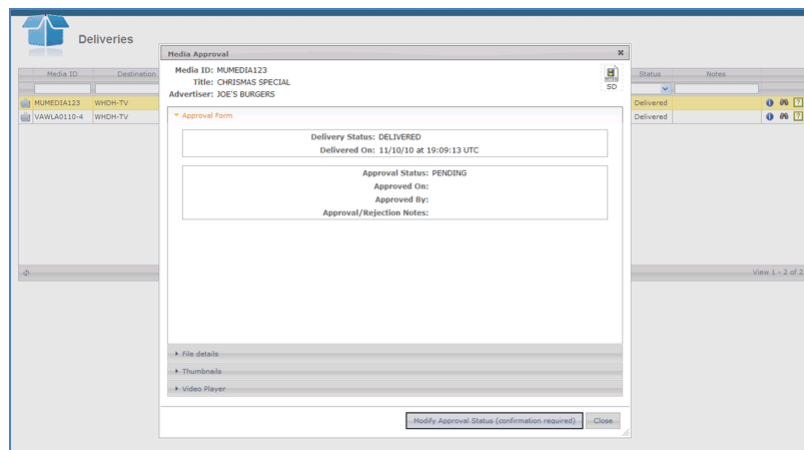 Deliveries
Media Approval
Media ID: MUMEDIA123
Title: CHRISMAS SPECIAL
Advertiser: JOE'S BURGERS
SD
Media ID Destination Status Notes
MUMEDIA123 WHDH-TV Delivered
VAWLA0110-4 WHDH-TV Delivered
Approval Form
Delivery Status: DELIVERED
Delivered On: 11/10/10 at 19:09:13 UTC
Approval Status: PENDING
Approved On:
Approved By:
Approval/Rejection Notes:
View 1 - 2 of 2
File details
Thumbnails
Video Player
Modify Approval Status (confirmation required) Close